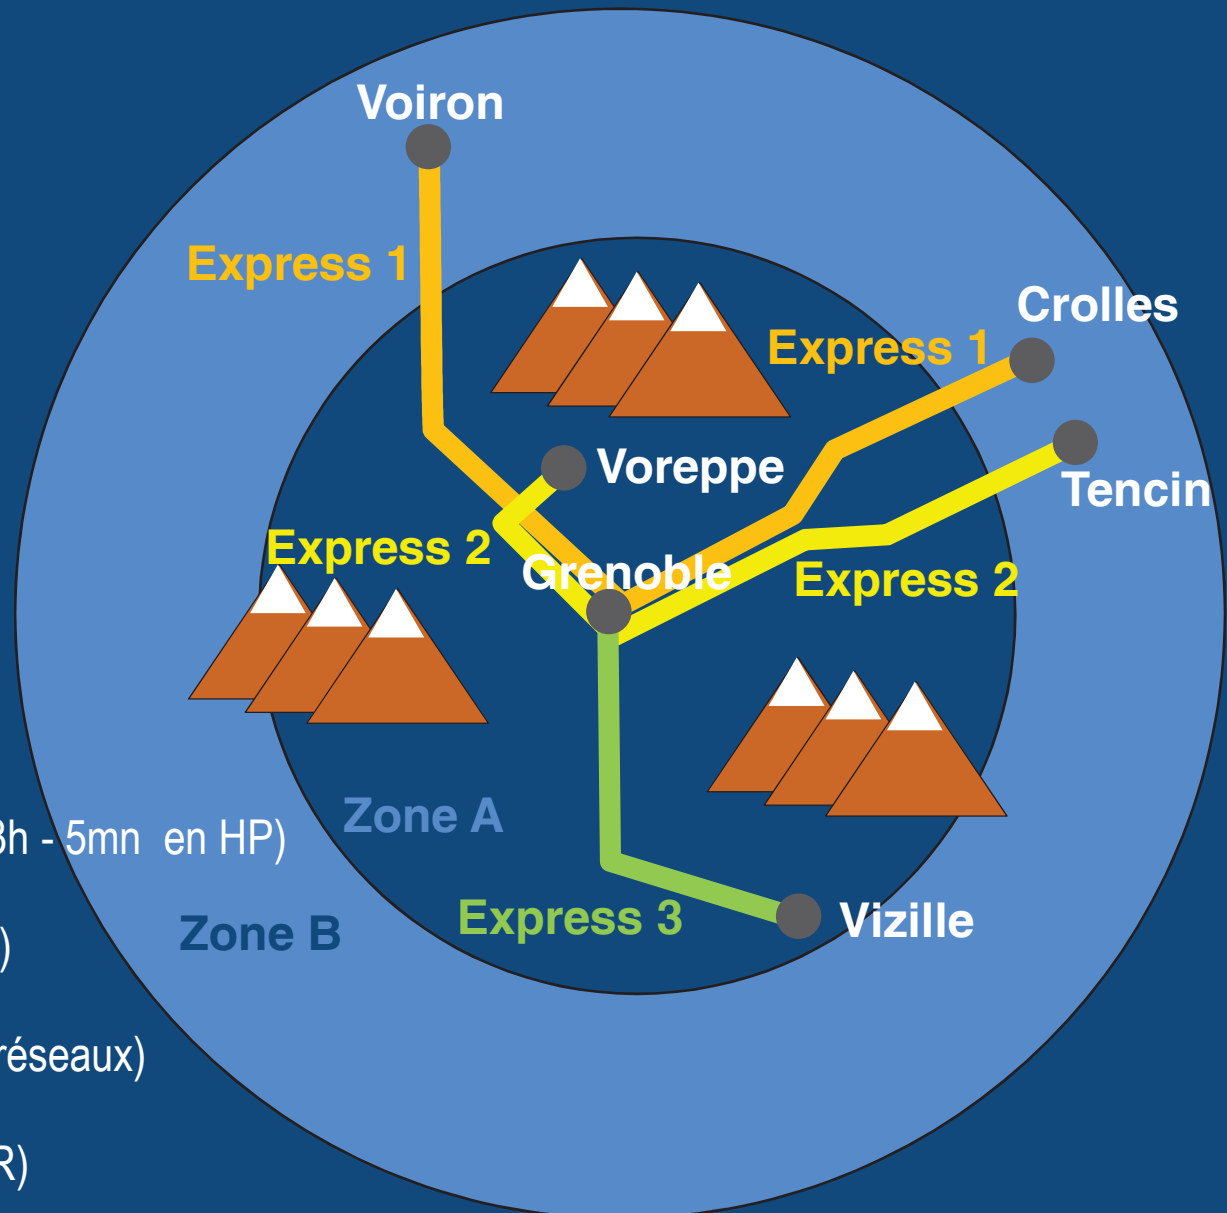 Voiron
Express 1
Crolles
Express 1
Voreppe
Tencin
Express 2
Grenoble
Express 2
Zone A
3h - 5mn en HP)
Express 3
Vizille
Zone B
)
réseaux)
R)